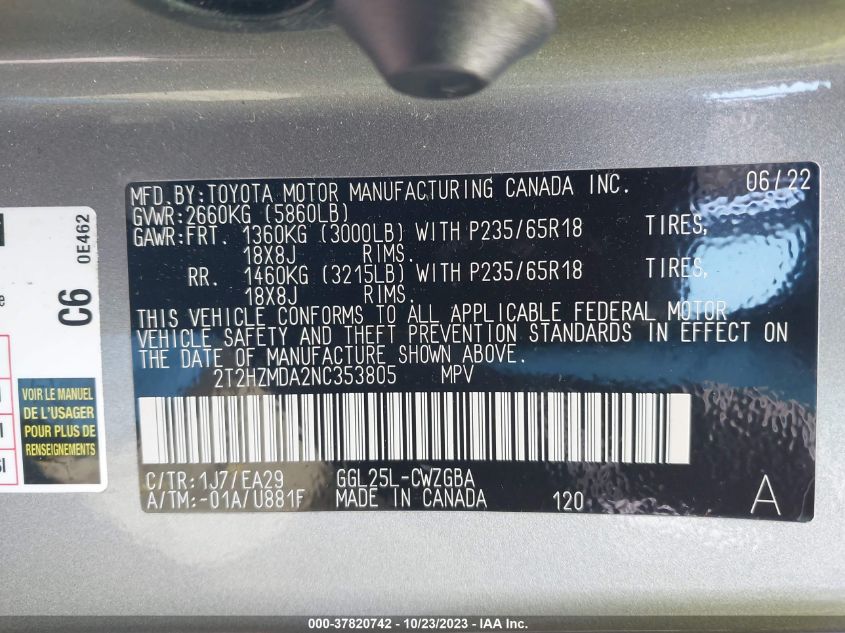 MFD.BY:TOYOTA MOTOR MANUFACTURING CANADA INC. 06/22
GVWR:2660KG (5860LB)
GAWR:FRT. 1360KG (3000LB) WITH P235/65R18 TIRES,
18X8J RIMS.
RR. 1460KG (3215LB) WITH P235/65R18 TIRES,
18X8J RIMS.
THIS VEHICLE CONFORMS TO ALL APPLICABLE FEDERAL MOTOR
VEHICLE SAFETY AND THEFT PREVENTION STANDARDS IN EFFECT ON
THE DATE OF MANUFACTURE SHOWN ABOVE.
2T2HZMDA2NC353805 MPV
C/TR:1J7/EA29 GGL25L-CWZGBA
A/TM:-01A/U881F MADE IN CANADA 120 A
0E462
C6
VOIR LE MANUEL
DE L'USAGER
POUR PLUS DE
RENSEIGNEMENTS
000-37820742 - 10/23/2023 - IAA Inc.